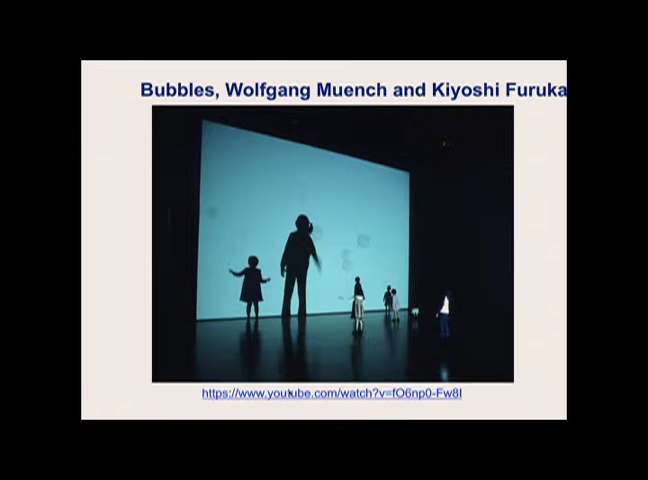 Bubbles, Wolfgang Muench and Kiyoshi Furuka
https://www.youtube.com/watch?v=fO6np0-Fw8I